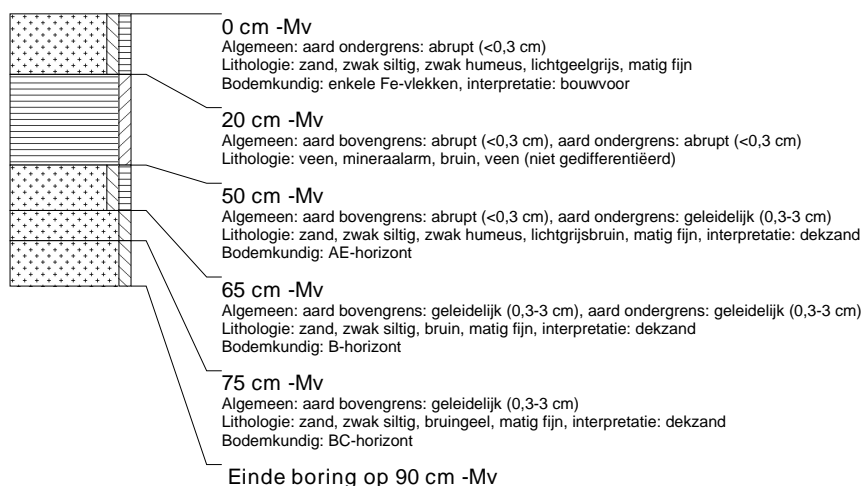 0 cm -Mv
Algemeen: aard ondergrens: abrupt (<0,3 cm)
Lithologie: zand, zwak siltig, zwak humeus, lichtgeelgrijs, matig fijn
Bodemkundig: enkele Fe-vlekken, interpretatie: bouwvoor
20 cm -Mv
Algemeen: aard bovengrens: abrupt (<0,3 cm), aard ondergrens: abrupt (<0,3 cm)
Lithologie: veen, mineraalarm, bruin, veen (niet gedifferentiëerd)
50 cm -Mv
Algemeen: aard bovengrens: abrupt (<0,3 cm), aard ondergrens: geleidelijk (0,3-3 cm)
Lithologie: zand, zwak siltig, zwak humeus, lichtgrijsbruin, matig fijn, interpretatie: dekzand
Bodemkundig: AE-horizont
65 cm -Mv
Algemeen: aard bovengrens: geleidelijk (0,3-3 cm), aard ondergrens: geleidelijk (0,3-3 cm)
Lithologie: zand, zwak siltig, bruin, matig fijn, interpretatie: dekzand
Bodemkundig: B-horizont
75 cm -Mv
Algemeen: aard bovengrens: geleidelijk (0,3-3 cm)
Lithologie: zand, zwak siltig, bruingeel, matig fijn, interpretatie: dekzand
Bodemkundig: BC-horizont
Einde boring op 90 cm -Mv